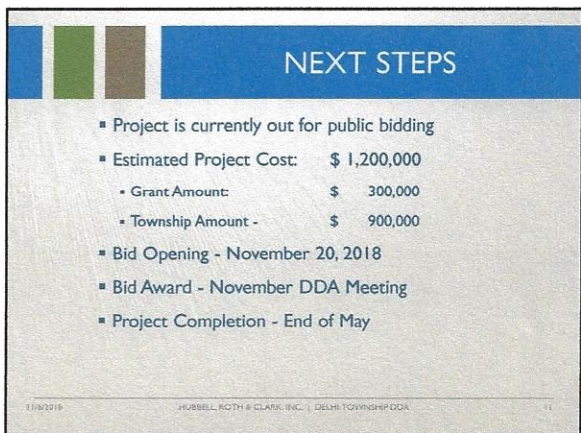 NEXT STEPS
▪ Project is currently out for public bidding
▪ Estimated Project Cost: $ 1,200,000
▪ Grant Amount: $ 300,000
▪ Township Amount - $ 900,000
▪ Bid Opening - November 20, 2018
▪ Bid Award - November DDA Meeting
▪ Project Completion - End of May
11/6/2018 HUBBELL, ROTH & CLARK, INC. | DELHI TOWNSHIP DDA 11